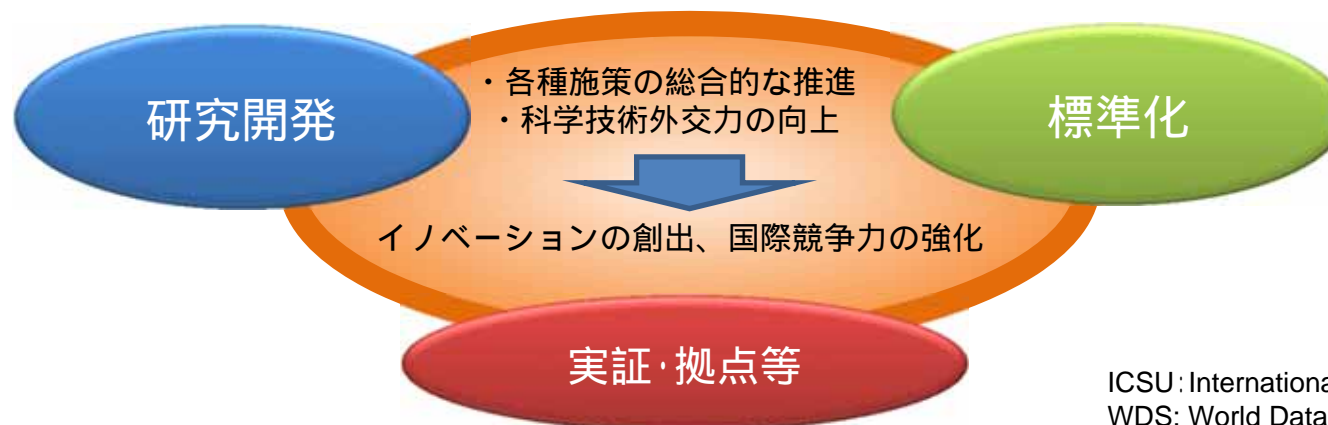 研究開発
・各種施策の総合的な推進
・科学技術外交力の向上
標準化
イノベーションの創出、国際競争力の強化
実証・拠点等
ICSU：Internationa
WDS: World Data